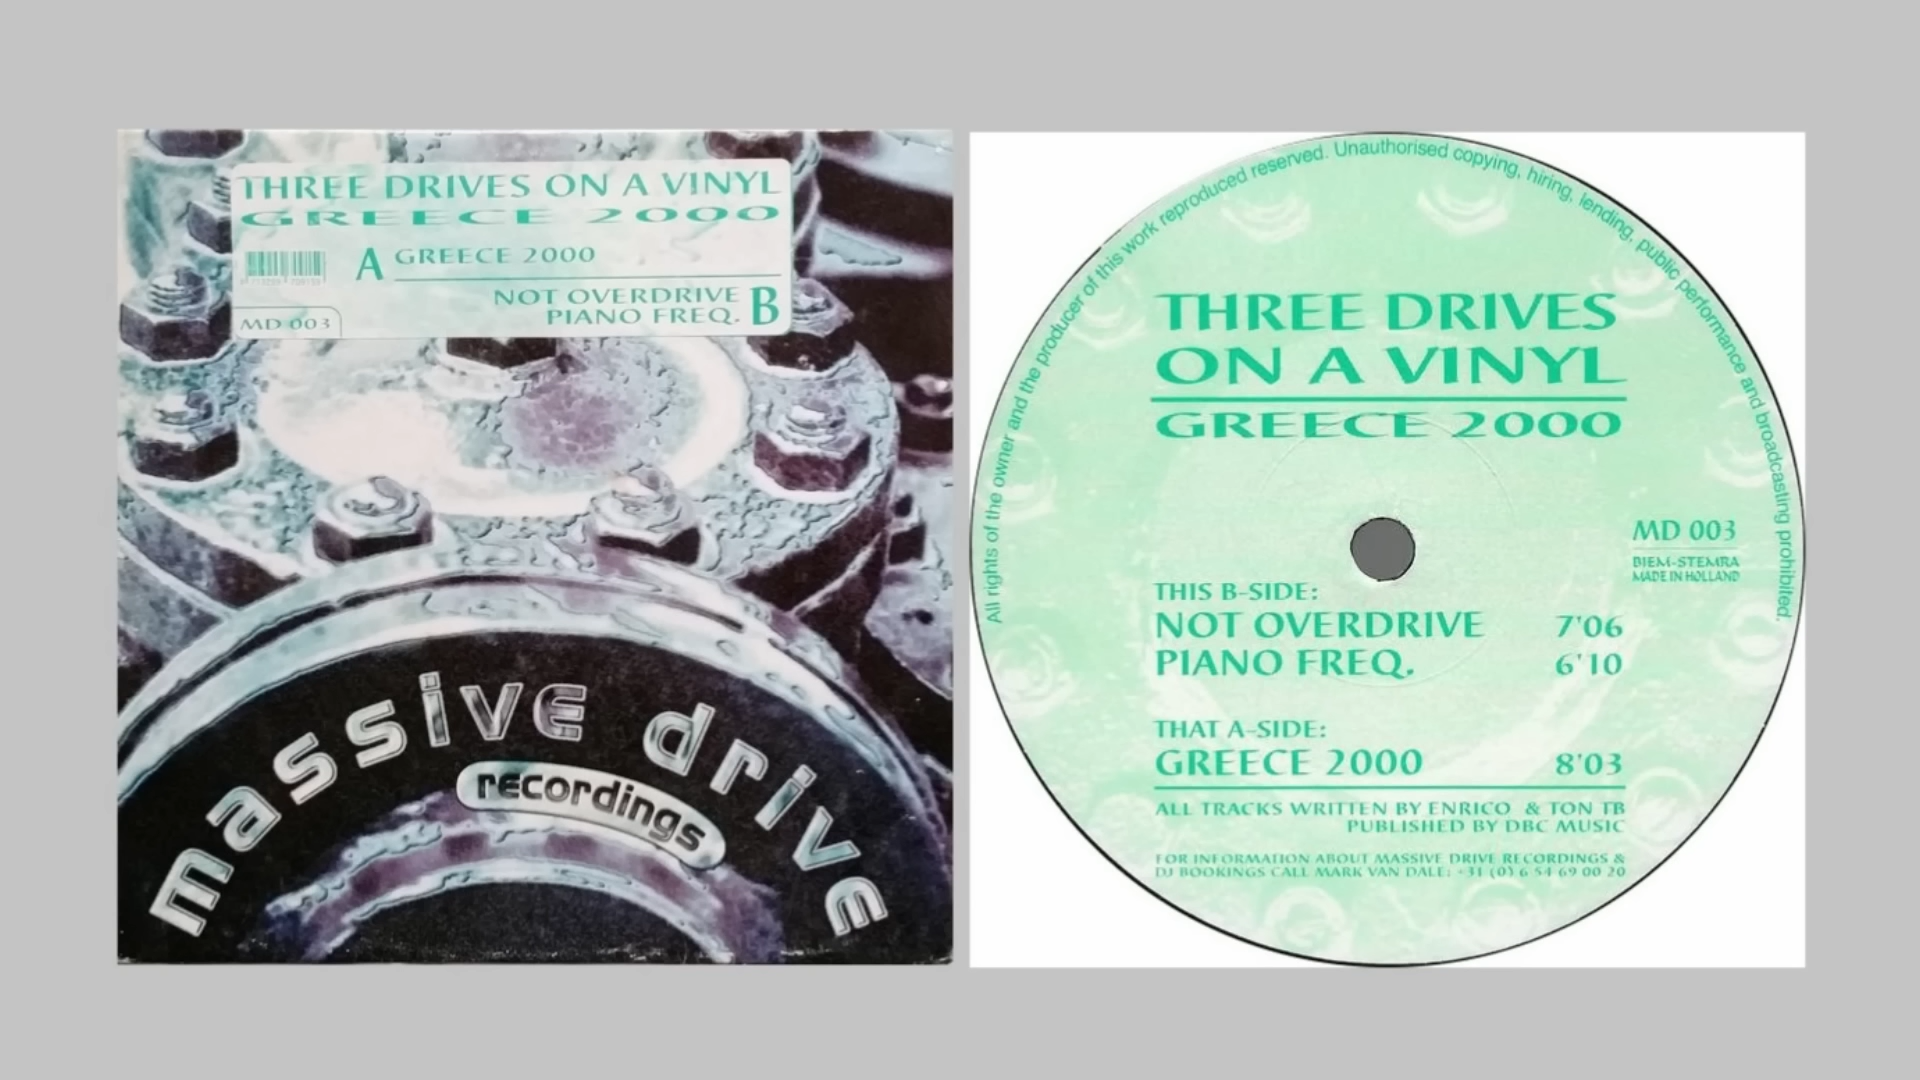 THREE DRIVES ON A VINYL
GREECE 2000
A GREECE 2000
NOT OVERDRIVE
PIANO FREQ. B
MD 003
massive drive
recordings
All rights of the owner and the producer of this work reproduced reserved. Unauthorised copying, hiring, lending, public performance and broadcasting prohibited.
THREE DRIVES
ON A VINYL
GREECE 2000
MD 003
BIEM-STEMRA
MADE IN HOLLAND
THIS B-SIDE:
NOT OVERDRIVE 7'06
PIANO FREQ. 6'10
THAT A-SIDE:
GREECE 2000 8'03
ALL TRACKS WRITTEN BY ENRICO & TON TB
PUBLISHED BY DBC MUSIC
FOR INFORMATION ABOUT MASSIVE DRIVE RECORDINGS &
DJ BOOKINGS CALL MARK VAN DALE: +31 (0) 6 54 69 00 20